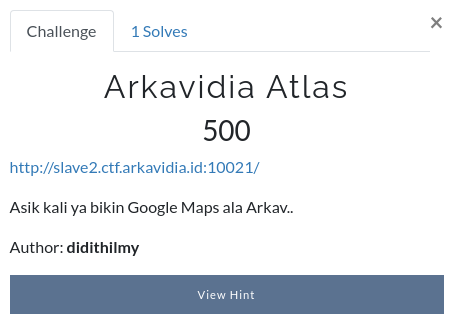 Challenge
1 Solves
×
Arkavidia Atlas
500
http://slave2.ctf.arkavidia.id:10021/
Asik kali ya bikin Google Maps ala Arkav..
Author: didithilmy
View Hint